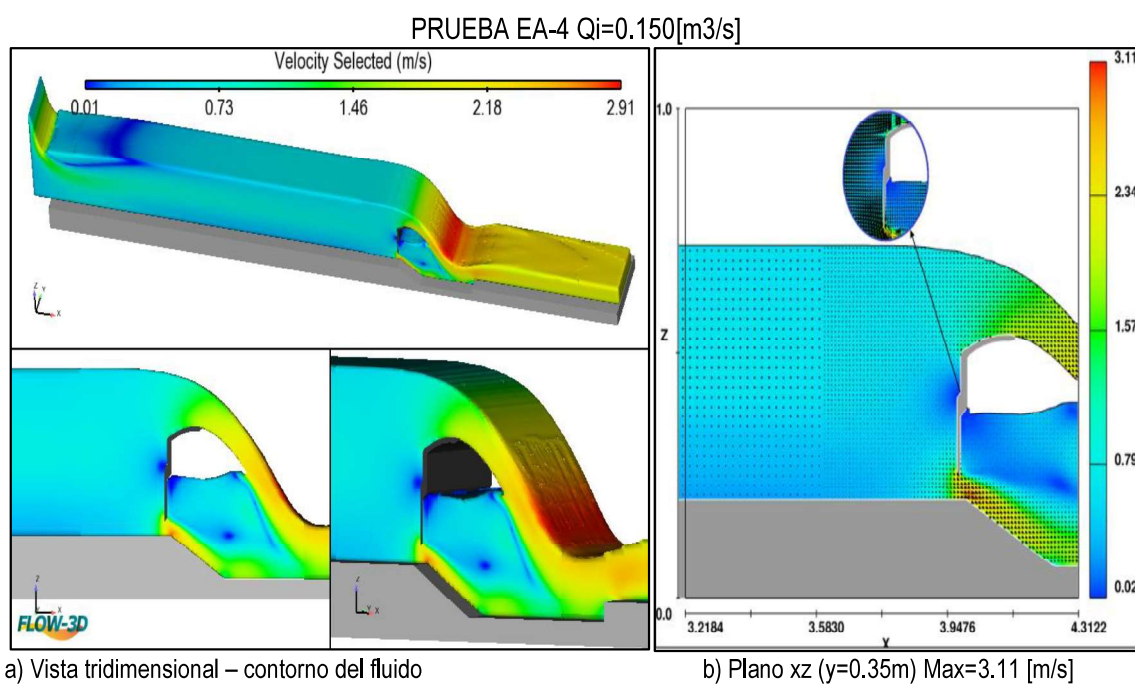 PRUEBA EA-4 Qi=0.150[m3/s]
Velocity Selected (m/s)
0.01 0.73 1.46 2.18 2.91
Z Y X
Z X
FLOW-3D
Z Y X
3.11
2.34
1.57
0.79
0.02
1.0
Z
0.0
3.2184 3.5830 3.9476 4.3122
X
a) Vista tridimensional – contorno del fluido
b) Plano xz (y=0.35m) Max=3.11 [m/s]